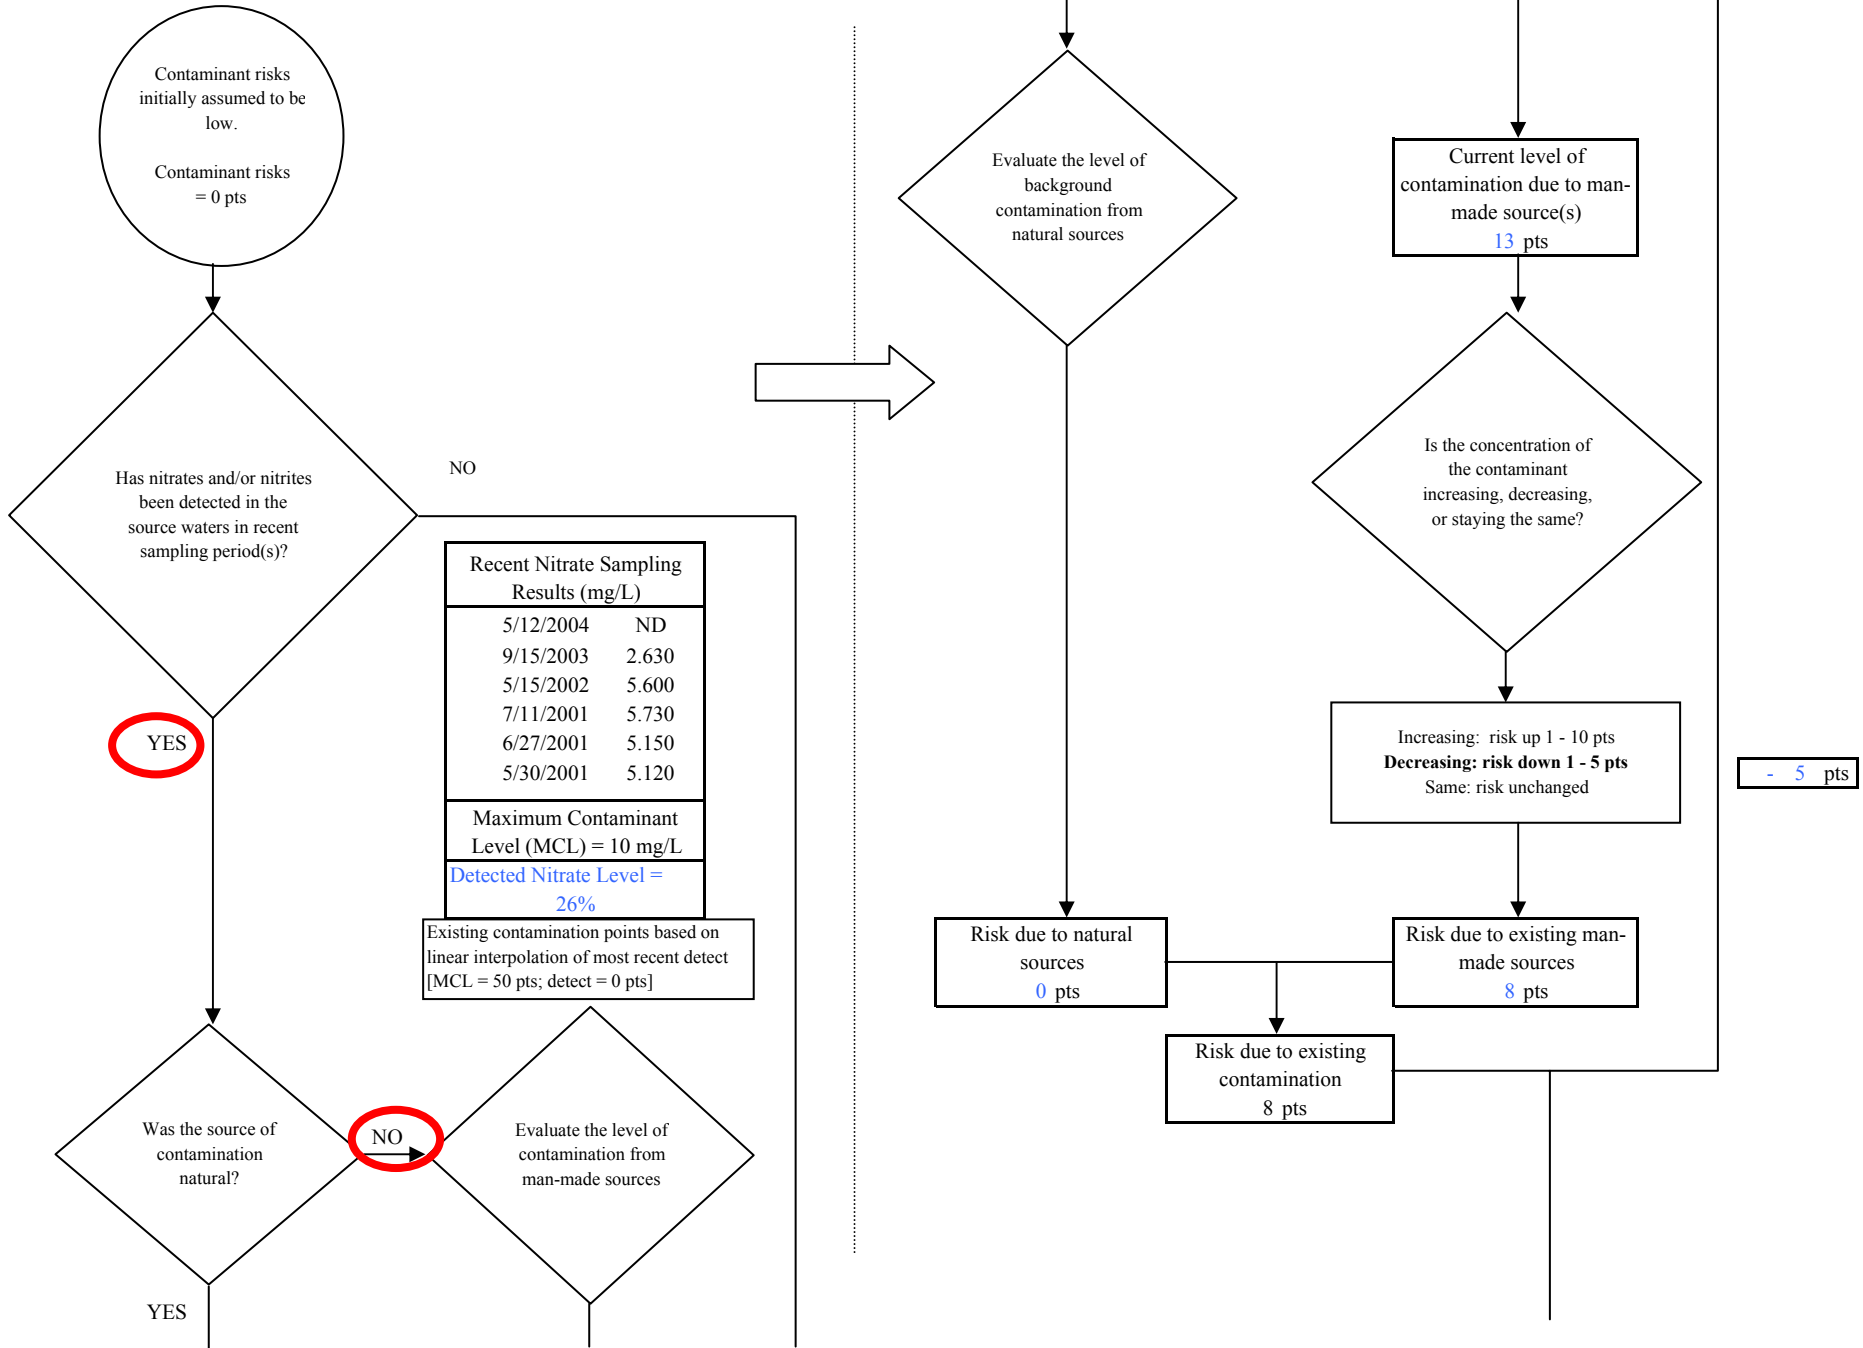 Contaminant risks
initially assumed to be
low.
Contaminant risks
= 0 pts
Has nitrates and/or nitrites
been detected in the
source waters in recent
sampling period(s)?
NO
YES
Recent Nitrate Sampling
Results (mg/L)
5/12/2004 ND
9/15/2003 2.630
5/15/2002 5.600
7/11/2001 5.730
6/27/2001 5.150
5/30/2001 5.120
Maximum Contaminant
Level (MCL) = 10 mg/L
Detected Nitrate Level =
26%
Existing contamination points based on
linear interpolation of most recent detect
[MCL = 50 pts; detect = 0 pts]
Was the source of
contamination
natural?
NO
YES
Evaluate the level of
contamination from
man-made sources
Evaluate the level of
background
contamination from
natural sources
Current level of
contamination due to man-
made source(s)
13 pts
Is the concentration of
the contaminant
increasing, decreasing,
or staying the same?
Increasing: risk up 1 - 10 pts
Decreasing: risk down 1 - 5 pts
Same: risk unchanged
- 5 pts
Risk due to natural
sources
0 pts
Risk due to existing man-
made sources
8 pts
Risk due to existing
contamination
8 pts